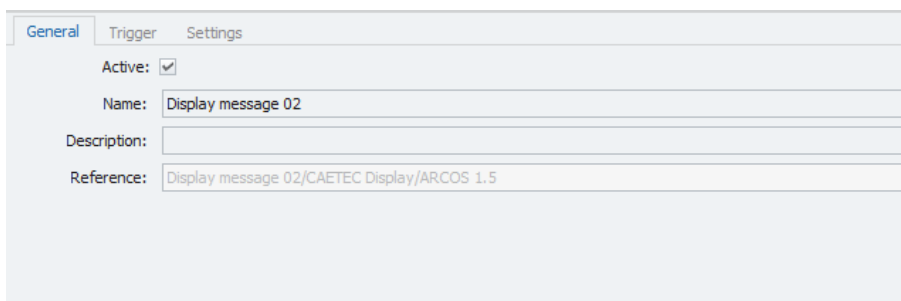 General Trigger Settings
Active:
Name: Display message 02
Description:
Reference: Display message 02/CAETEC Display/ARCOS 1.5